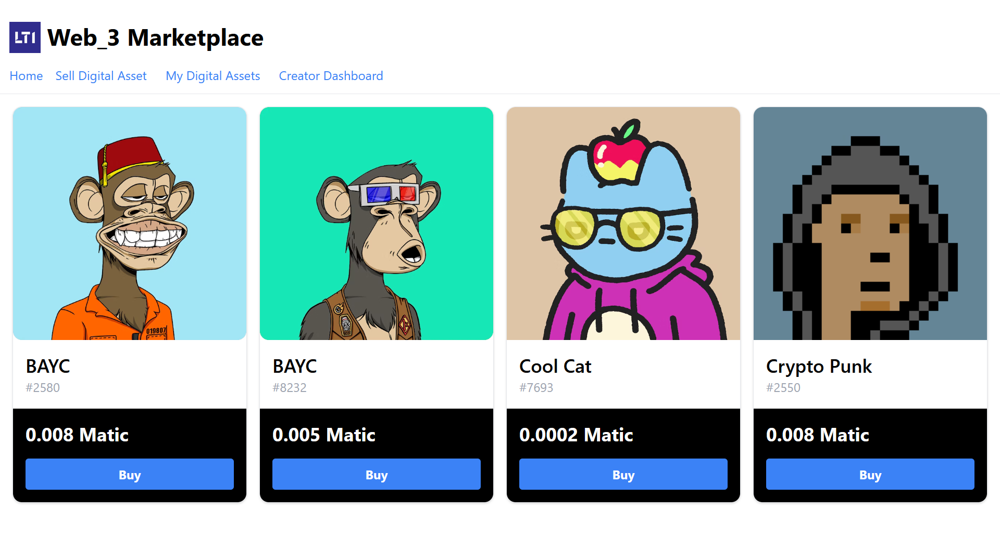 LT1 Web_3 Marketplace
Home Sell Digital Asset My Digital Assets Creator Dashboard
019807
BAYC
#2580
0.008 Matic
Buy
BAYC
#8232
0.005 Matic
Buy
Cool Cat
#7693
0.0002 Matic
Buy
Crypto Punk
#2550
0.008 Matic
Buy